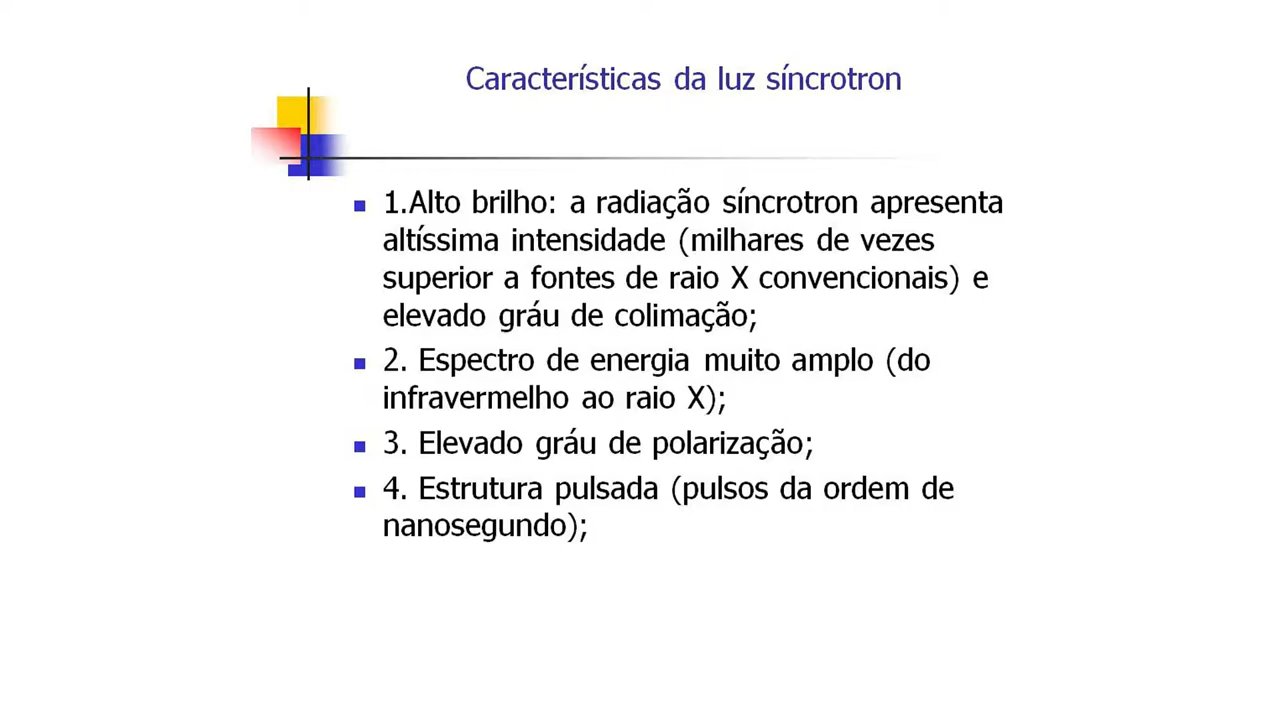 Características da luz síncrotron
1.Alto brilho: a radiação síncrotron apresenta
altíssima intensidade (milhares de vezes
superior a fontes de raio X convencionais) e
elevado gráu de colimação;
2. Espectro de energia muito amplo (do
infravermelho ao raio X);
3. Elevado gráu de polarização;
4. Estrutura pulsada (pulsos da ordem de
nanosegundo);